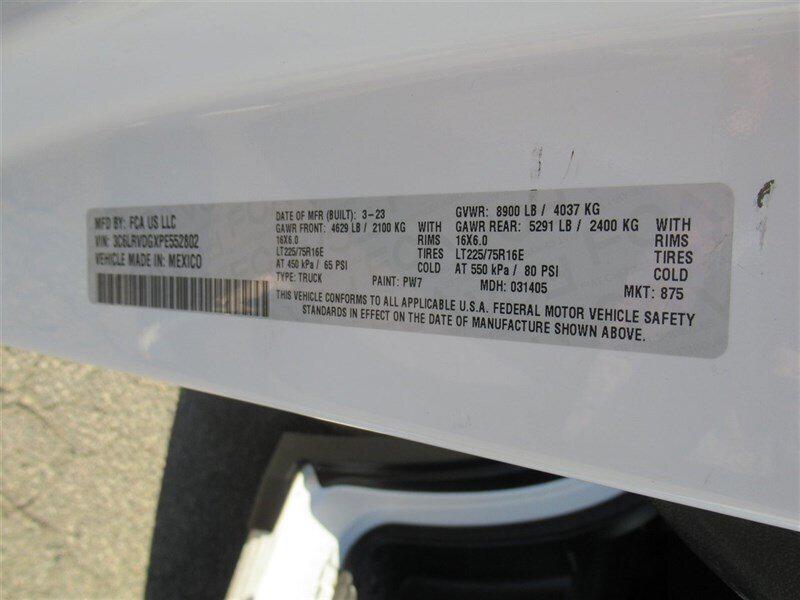 MFD BY: FCA US LLC
VIN: 3C6LRVDGXPE552802
VEHICLE MADE IN: MEXICO
DATE OF MFR (BUILT): 3-23
GVWR: 8900 LB / 4037 KG
GAWR FRONT: 4629 LB / 2100 KG WITH
16X6.0 RIMS
LT225/75R16E TIRES
AT 450 kPa / 65 PSI COLD
GAWR REAR: 5291 LB / 2400 KG WITH
16X6.0 RIMS
LT225/75R16E TIRES
AT 550 kPa / 80 PSI COLD
TYPE: TRUCK PAINT: PW7 MDH: 031405 MKT: 875
THIS VEHICLE CONFORMS TO ALL APPLICABLE U.S.A. FEDERAL MOTOR VEHICLE SAFETY
STANDARDS IN EFFECT ON THE DATE OF MANUFACTURE SHOWN ABOVE.